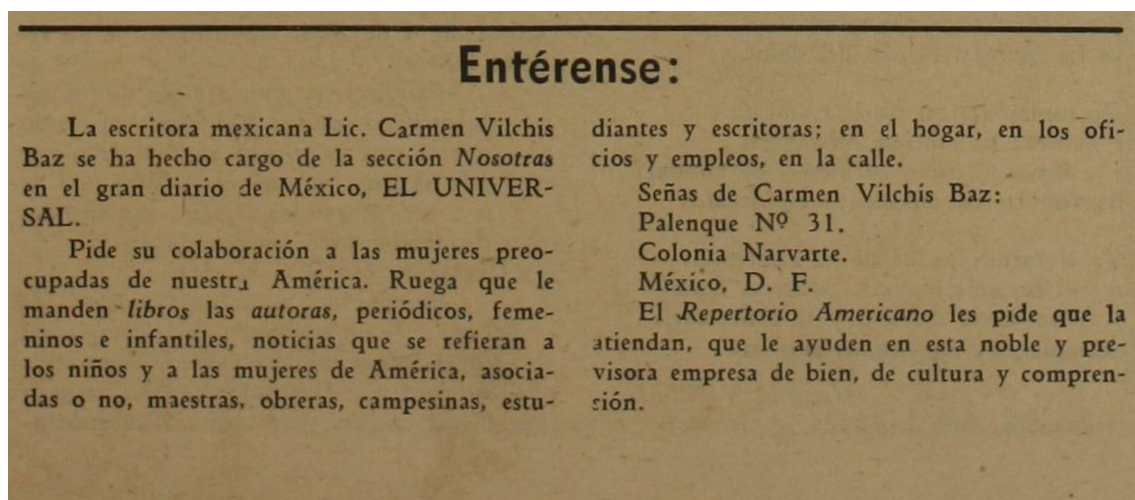 Entérense:
La escritora mexicana Lic. Carmen Vilchis
Baz se ha hecho cargo de la sección Nosotras
en el gran diario de México, EL UNIVER-
SAL.
Pide su colaboración a las mujeres preo-
cupadas de nuestra América. Ruega que le
manden libros las autoras, periódicos, feme-
ninos e infantiles, noticias que se refieran a
los niños y a las mujeres de América, asocia-
das o no, maestras, obreras, campesinas, estu-
diantes y escritoras; en el hogar, en los ofi-
cios y empleos, en la calle.
Señas de Carmen Vilchis Baz:
Palenque Nº 31.
Colonia Narvarte.
México, D. F.
El Repertorio Americano les pide que la
atiendan, que le ayuden en esta noble y pre-
visora empresa de bien, de cultura y compren-
sión.